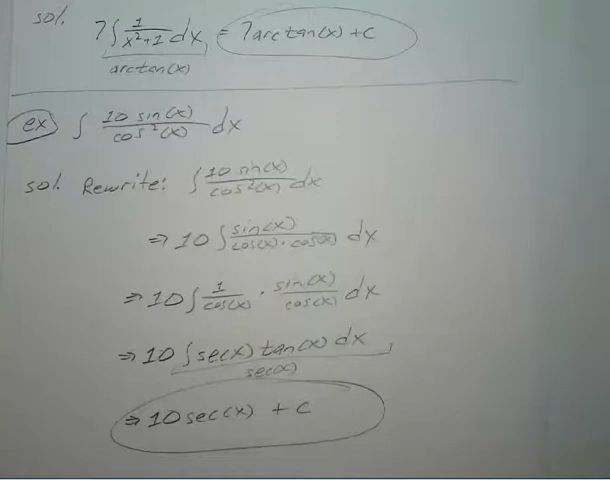 sol. 7∫ 1/(x²+1) dx = 7arctan(x) + C
arctan(x)
ex) ∫ 10 sin(x)/cos²(x) dx
sol. Rewrite: ∫ 10 sin(x)/cos²(x) dx
⇒ 10 ∫ sin(x)/(cos(x)·cos(x)) dx
⇒ 10 ∫ 1/cos(x) · sin(x)/cos(x) dx
⇒ 10 ∫ sec(x) tan(x) dx
sec(x)
⇒ 10 sec(x) + C